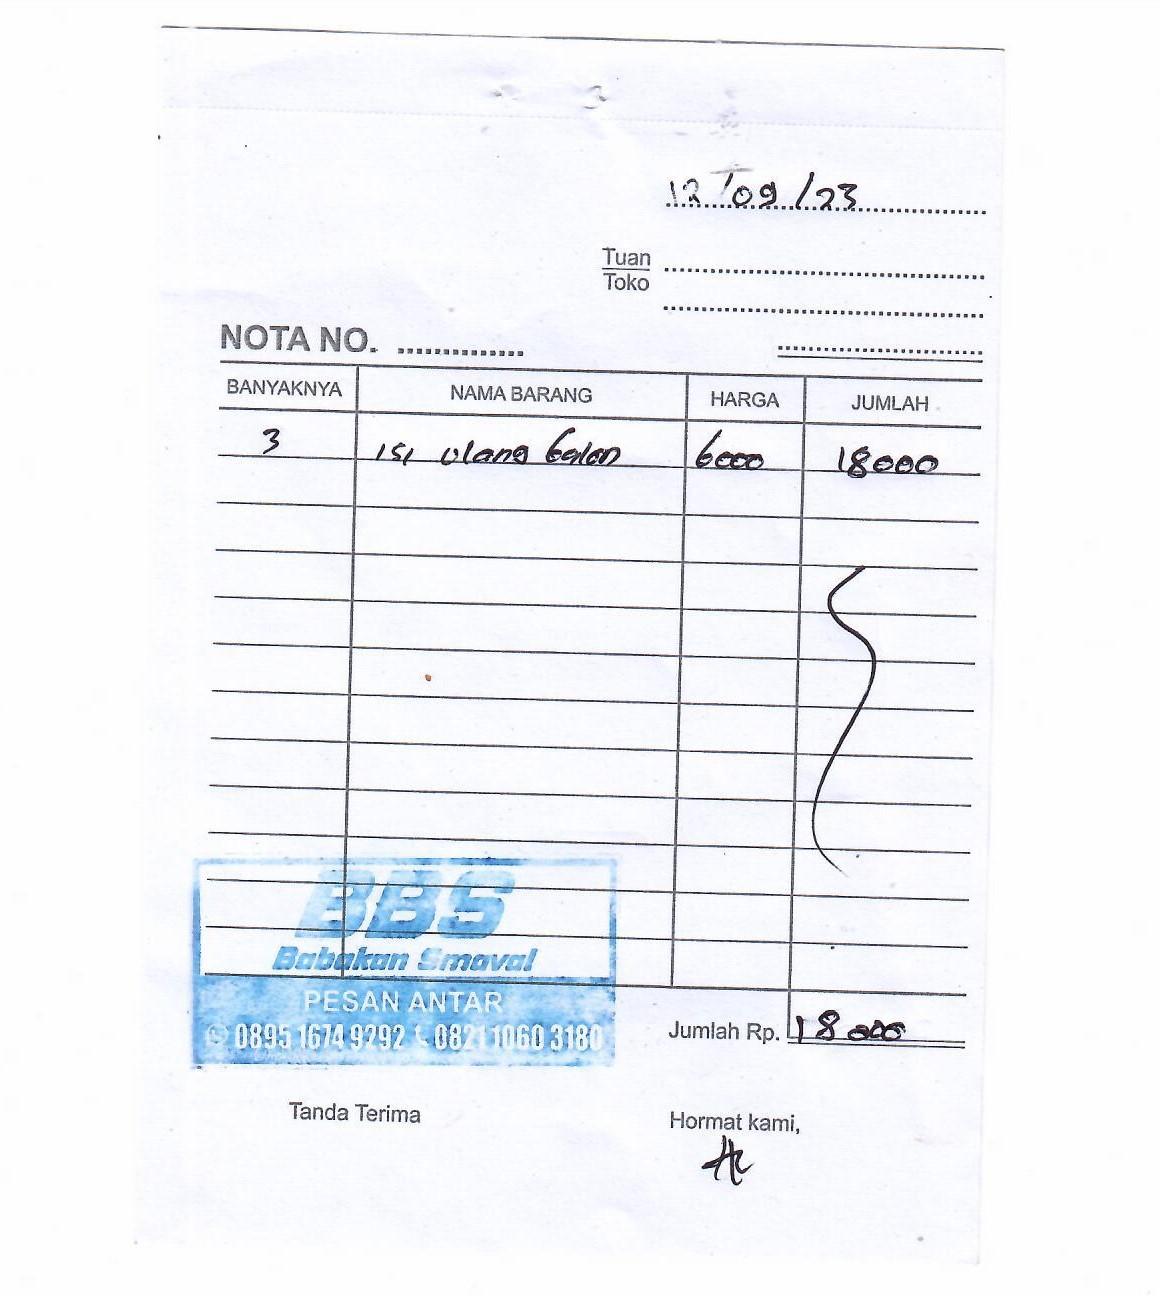 12/09/23
Tuan
Toko
NOTA NO.
BANYAKNYA NAMA BARANG HARGA JUMLAH
3 isi ulang Galon 6000 18000
BBS
Babakan Smaval
PESAN ANTAR
0895 1674 9292 0821 1060 3180
Jumlah Rp. 18000
Tanda Terima
Hormat kami,